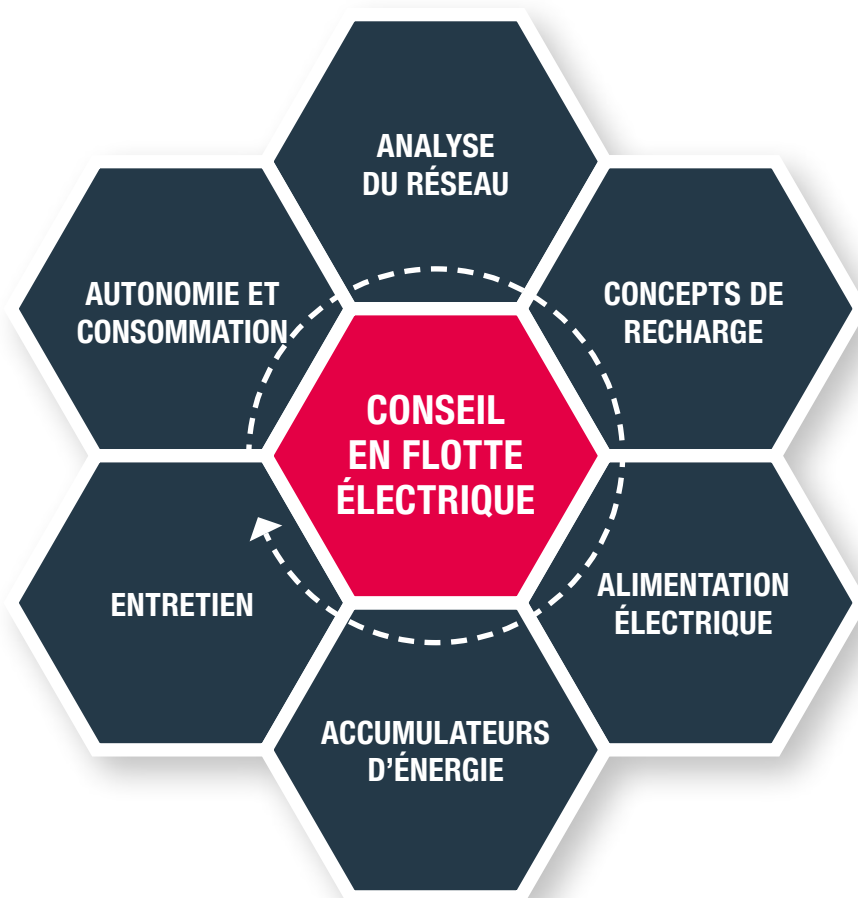 ANALYSE
DU RÉSEAU
AUTONOMIE ET
CONSOMMATION
CONCEPTS DE
RECHARGE
CONSEIL
EN FLOTTE
ÉLECTRIQUE
ENTRETIEN
ALIMENTATION
ÉLECTRIQUE
ACCUMULATEURS
D’ÉNERGIE